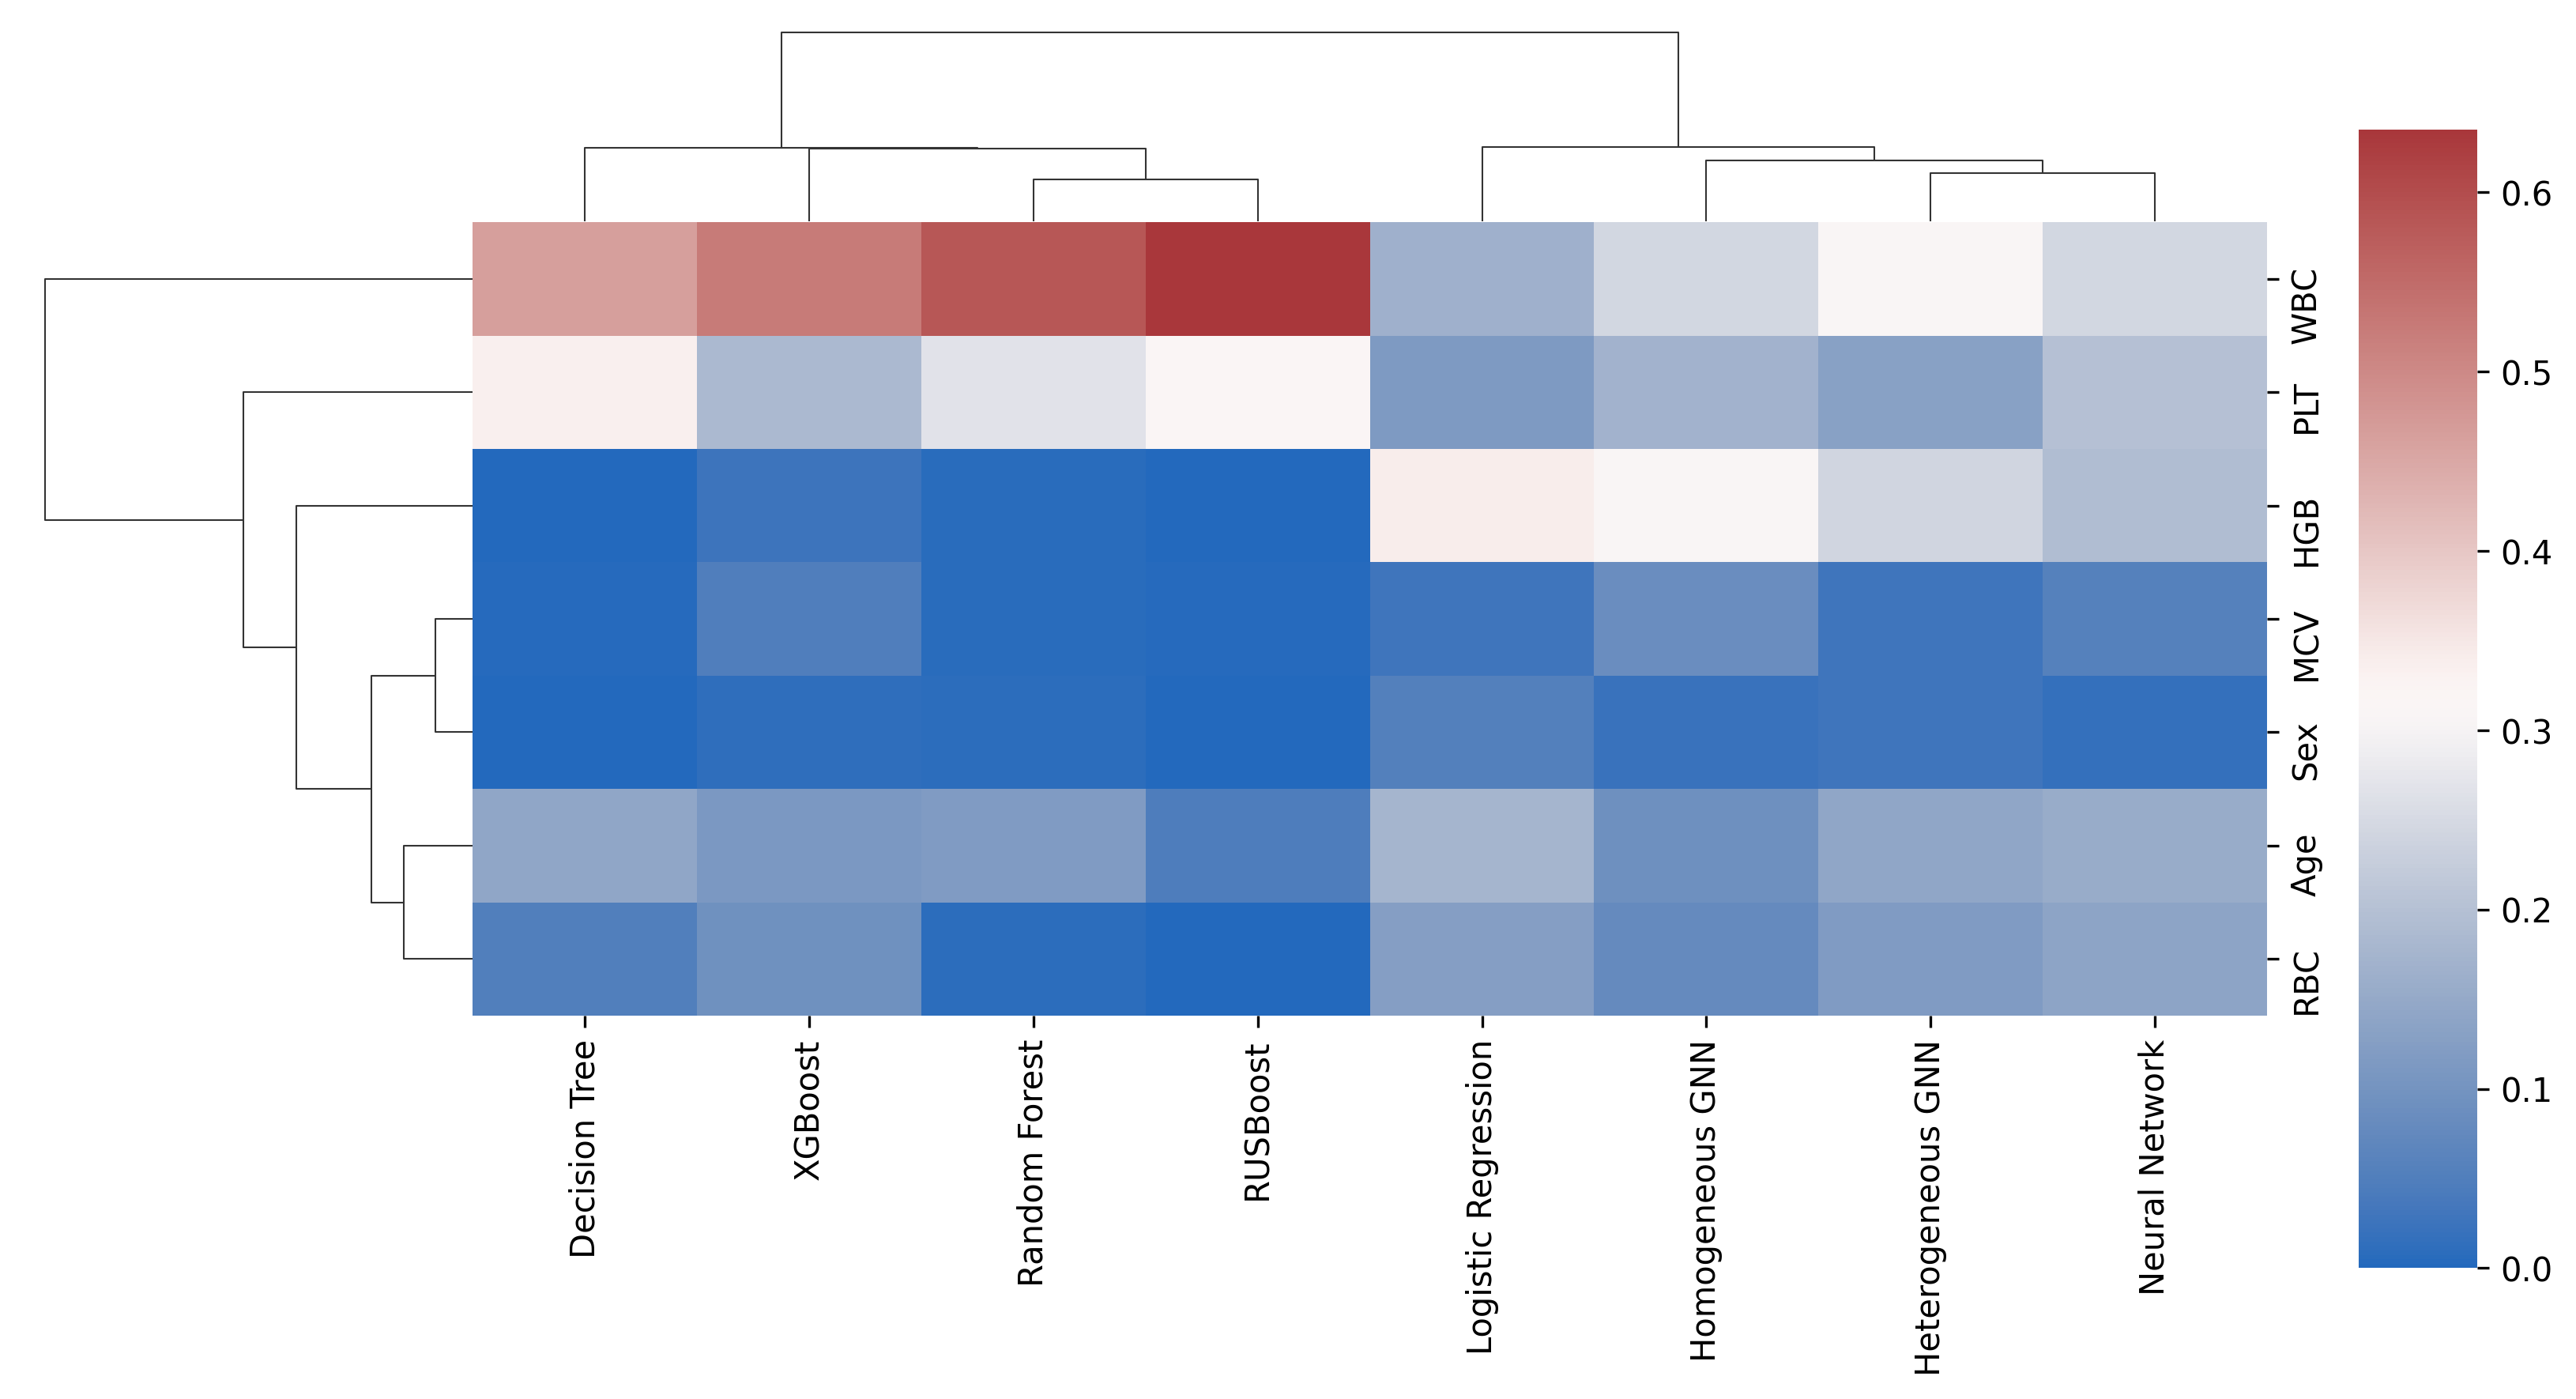 WBC
PLT
HGB
MCV
Sex
Age
RBC
Decision Tree
XGBoost
Random Forest
RUSBoost
Logistic Regression
Homogeneous GNN
Heterogeneous GNN
Neural Network
0.6
0.5
0.4
0.3
0.2
0.1
0.0